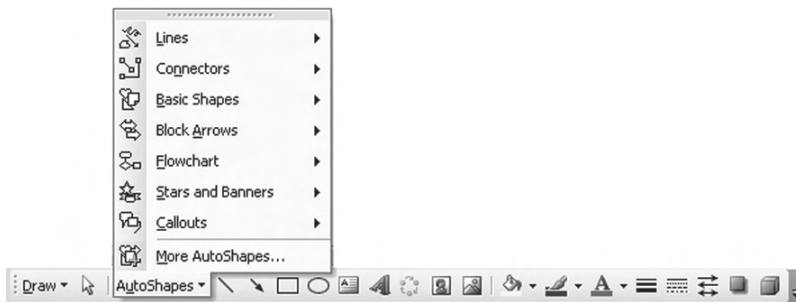 Lines
Connectors
Basic Shapes
Block Arrows
Flowchart
Stars and Banners
Callouts
More AutoShapes...
Draw AutoShapes A